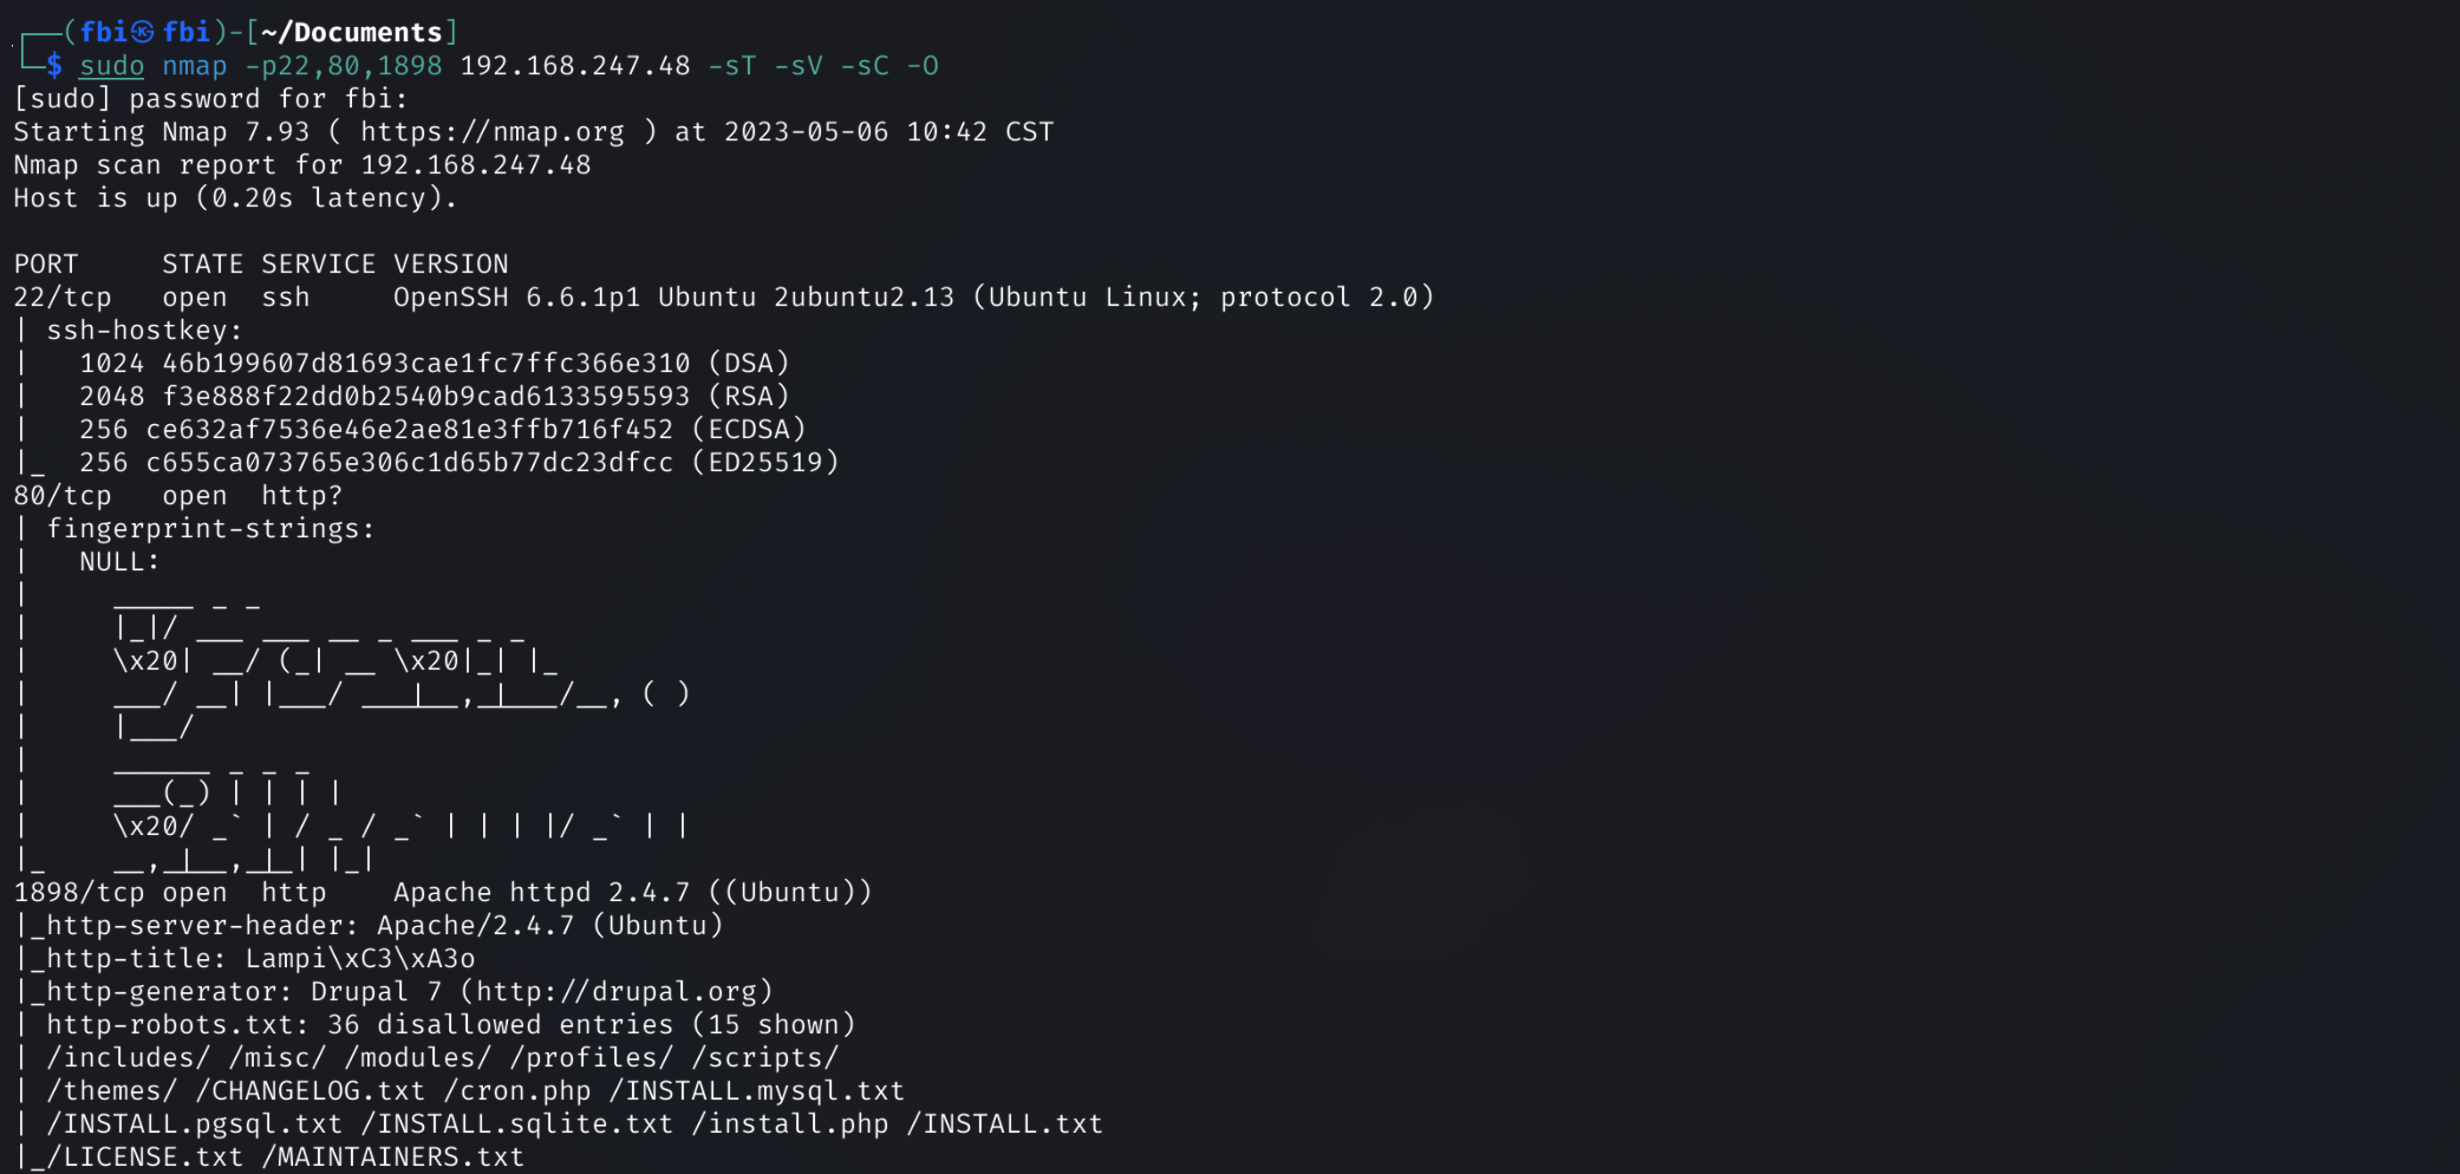 ┌──(fbi㉿fbi)-[~/Documents]
└─$ sudo nmap -p22,80,1898 192.168.247.48 -sT -sV -sC -O
[sudo] password for fbi:
Starting Nmap 7.93 ( https://nmap.org ) at 2023-05-06 10:42 CST
Nmap scan report for 192.168.247.48
Host is up (0.20s latency).
PORT     STATE SERVICE VERSION
22/tcp   open  ssh     OpenSSH 6.6.1p1 Ubuntu 2ubuntu2.13 (Ubuntu Linux; protocol 2.0)
| ssh-hostkey:
|   1024 46b199607d81693cae1fc7ffc366e310 (DSA)
|   2048 f3e888f22dd0b2540b9cad6133595593 (RSA)
|   256 ce632af7536e46e2ae81e3ffb716f452 (ECDSA)
|_  256 c655ca073765e306c1d65b77dc23dfcc (ED25519)
80/tcp   open  http?
| fingerprint-strings:
|   NULL:
|     _____ _ _
|     |_|/ ___ ___ __ _ ___ _ _
|     \x20| __/ (_| __ \x20|_| |_
|     ___/ __| |___/ ___|__,_|___/__, ( )
|     |___/
|     ______ _ _ _
|     ___(_) | | | |
|     \x20/ _` | / _ / _` | | | |/ _` | |
|_    __,_|__,_|_| |_|
1898/tcp open  http    Apache httpd 2.4.7 ((Ubuntu))
|_http-server-header: Apache/2.4.7 (Ubuntu)
|_http-title: Lampi\xC3\xA3o
|_http-generator: Drupal 7 (http://drupal.org)
| http-robots.txt: 36 disallowed entries (15 shown)
| /includes/ /misc/ /modules/ /profiles/ /scripts/
| /themes/ /CHANGELOG.txt /cron.php /INSTALL.mysql.txt
| /INSTALL.pgsql.txt /INSTALL.sqlite.txt /install.php /INSTALL.txt
|_/LICENSE.txt /MAINTAINERS.txt